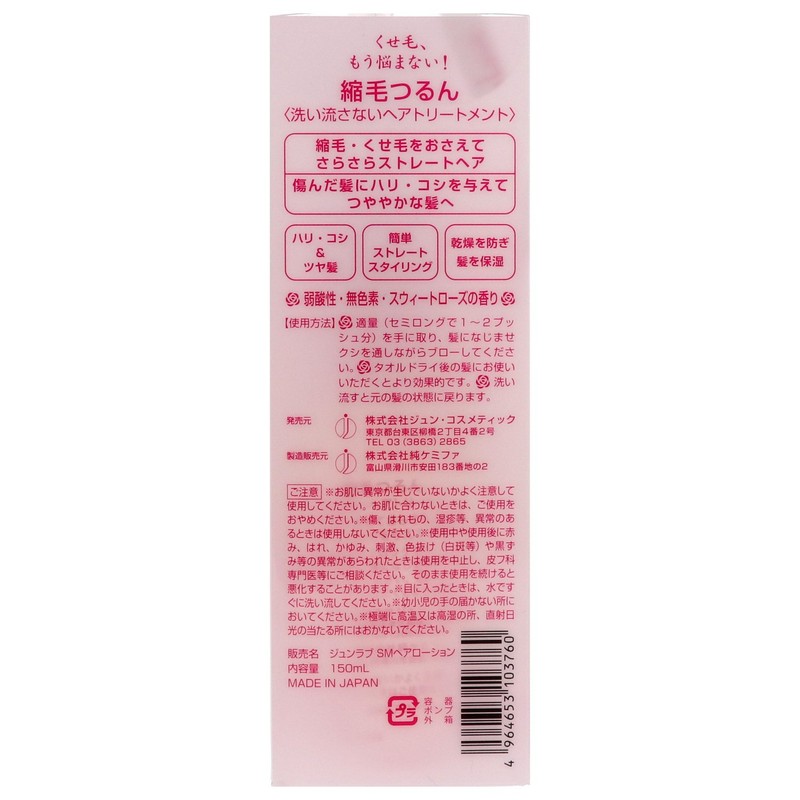 くせ毛、
もう悩まない！
縮毛つるん
〈洗い流さないヘアトリートメント〉
縮毛・くせ毛をおさえて
さらさらストレートヘア
傷んだ髪にハリ・コシを与えて
つややかな髪へ
ハリ・コシ
&
ツヤ髪
簡単
ストレート
スタイリング
乾燥を防ぎ
髪を保湿
弱酸性・無色素・スウィートローズの香り
【使用方法】適量（セミロングで１〜２プッ
シュ分）を手に取り、髪になじませ
クシを通しながらブローしてくださ
い。タオルドライ後の髪にお使い
いただくとより効果的です。洗い
流すと元の髪の状態に戻ります。
発売元 株式会社ジュン・コスメティック
東京都台東区柳橋2丁目4番2号
TEL 03 (3863) 2865
製造販売元 株式会社純ケミファ
富山県滑川市安田183番地の2
ご注意 ※お肌に異常が生じていないかよく注意して
使用してください。お肌に合わないときは、ご使用を
おやめください。※傷、はれもの、湿疹等、異常のあ
るときは使用しないでください。※使用中や使用後に赤
み、はれ、かゆみ、刺激、色抜け（白斑等）や黒ず
み等の異常があらわれたときは使用を中止し、皮フ科
専門医等にご相談ください。そのまま使用を続けると
悪化することがあります。※目に入ったときは、水です
ぐに洗い流してください。※幼小児の手の届かない所に
おいてください。※極端に高温又は高湿の所、直射日
光の当たる所にはおかないでください。
販売名 ジュンラブ SMヘアローション
内容量 150mL
MADE IN JAPAN
プラ
容器
ポンプ
外箱
4 964653 103760